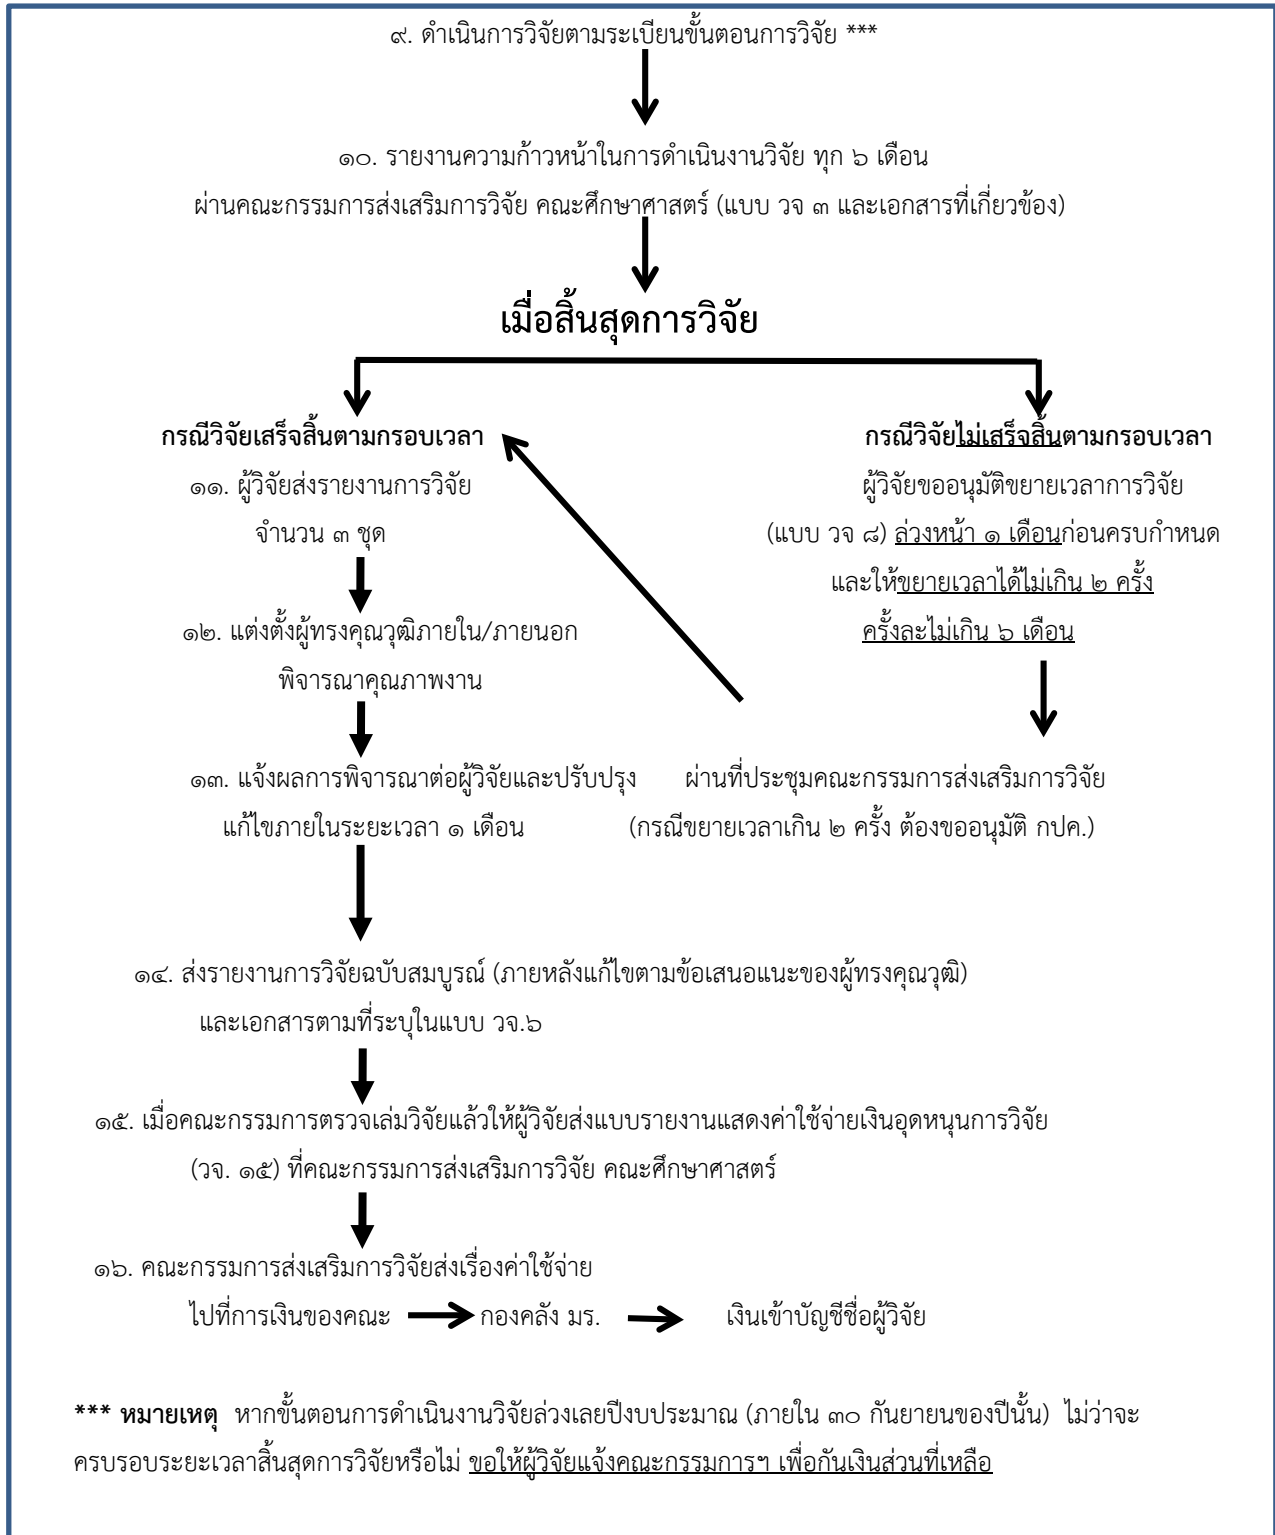 ๙. ดำเนินการวิจัยตามระเบียนขั้นตอนการวิจัย ***
๑๐. รายงานความก้าวหน้าในการดำเนินงานวิจัย ทุก ๖ เดือน
ผ่านคณะกรรมการส่งเสริมการวิจัย คณะศึกษาศาสตร์ (แบบ วจ ๓ และเอกสารที่เกี่ยวข้อง)
เมื่อสิ้นสุดการวิจัย
กรณีวิจัยเสร็จสิ้นตามกรอบเวลา
๑๑. ผู้วิจัยส่งรายงานการวิจัย
จำนวน ๓ ชุด
๑๒. แต่งตั้งผู้ทรงคุณวุฒิภายใน/ภายนอก
พิจารณาคุณภาพงาน
๑๓. แจ้งผลการพิจารณาต่อผู้วิจัยและปรับปรุง
แก้ไขภายในระยะเวลา ๑ เดือน
กรณีวิจัยไม่เสร็จสิ้นตามกรอบเวลา
ผู้วิจัยขออนุมัติขยายเวลาการวิจัย
(แบบ วจ ๘) ล่วงหน้า ๑ เดือนก่อนครบกำหนด
และให้ขยายเวลาได้ไม่เกิน ๒ ครั้ง
ครั้งละไม่เกิน ๖ เดือน
ผ่านที่ประชุมคณะกรรมการส่งเสริมการวิจัย
(กรณีขยายเวลาเกิน ๒ ครั้ง ต้องขออนุมัติ กปค.)
๑๔. ส่งรายงานการวิจัยฉบับสมบูรณ์ (ภายหลังแก้ไขตามข้อเสนอแนะของผู้ทรงคุณวุฒิ)
และเอกสารตามที่ระบุในแบบ วจ.๖
๑๕. เมื่อคณะกรรมการตรวจเล่มวิจัยแล้วให้ผู้วิจัยส่งแบบรายงานแสดงค่าใช้จ่ายเงินอุดหนุนการวิจัย
(วจ. ๑๕) ที่คณะกรรมการส่งเสริมการวิจัย คณะศึกษาศาสตร์
๑๖. คณะกรรมการส่งเสริมการวิจัยส่งเรื่องค่าใช้จ่าย
ไปที่การเงินของคณะ กองคลัง มร. เงินเข้าบัญชีชื่อผู้วิจัย
*** หมายเหตุ หากขั้นตอนการดำเนินงานวิจัยล่วงเลยปีงบประมาณ (ภายใน ๓๐ กันยายนของปีนั้น) ไม่ว่าจะ
ครบรอบระยะเวลาสิ้นสุดการวิจัยหรือไม่ ขอให้ผู้วิจัยแจ้งคณะกรรมการฯ เพื่อกันเงินส่วนที่เหลือ